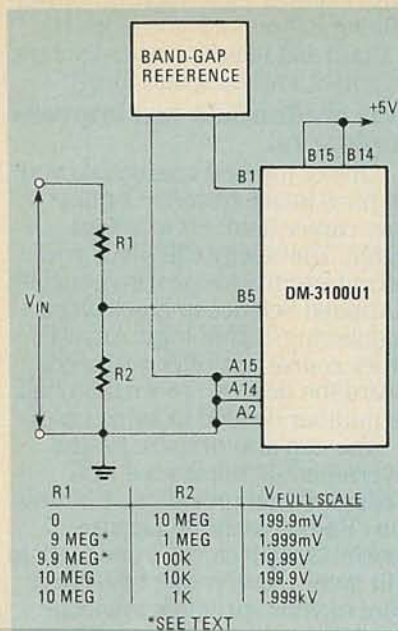 BAND-GAP
REFERENCE
+5V
B15 B14
B1
R1
VIN
B5
DM-3100U1
R2
A15
A14
A2
R1 R2 VFULL SCALE
0 10 MEG 199.9mV
9 MEG* 1 MEG 1.999mV
9.9 MEG* 100K 19.99V
10 MEG 10K 199.9V
10 MEG 1K 1.999kV
*SEE TEXT